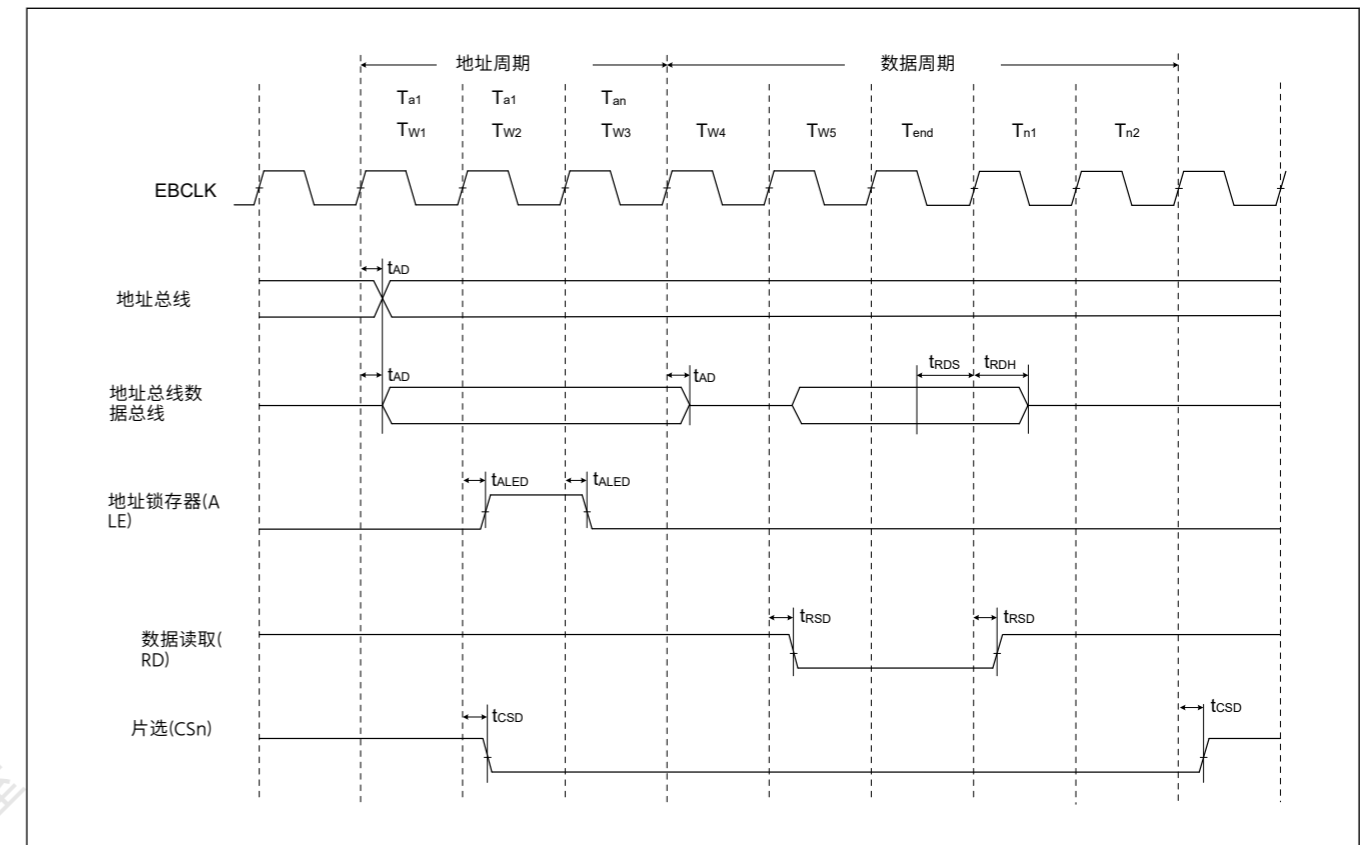 地址周期 数据周期
Ta1 Ta1 Tan
TW1 TW2 TW3 TW4 TW5 Tend Tn1 Tn2
EBCLK
tAD
地址总线
tAD tAD tRDS tRDH
地址总线数
据总线
tALED tALED
地址锁存器(A
LE)
tRSD tRSD
数据读取(
RD)
tCSD tCSD
片选(CSn)